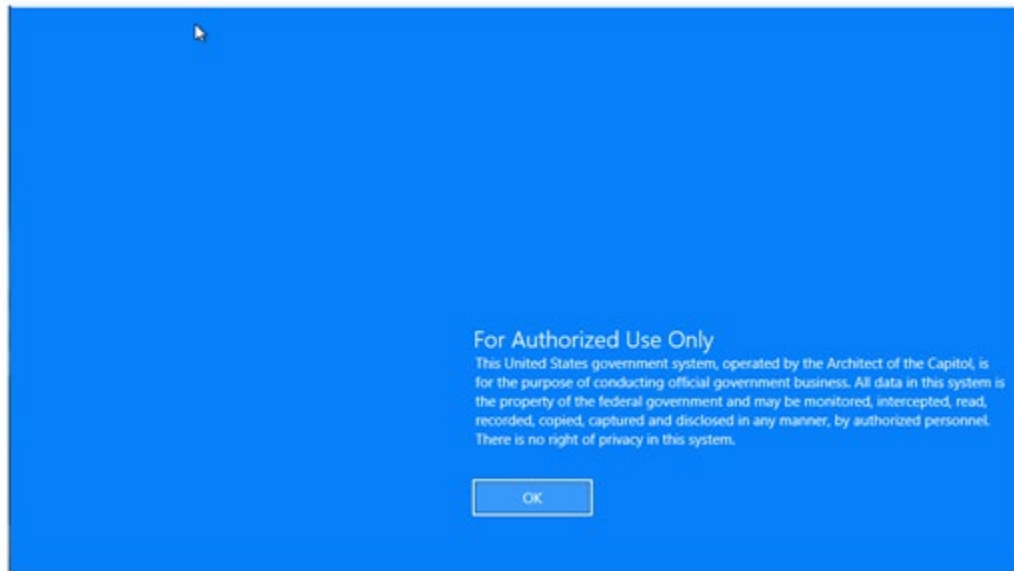 For Authorized Use Only
This United States government system, operated by the Architect of the Capitol, is
for the purpose of conducting official government business. All data in this system is
the property of the federal government and may be monitored, intercepted, read,
recorded, copied, captured and disclosed in any manner, by authorized personnel.
There is no right of privacy in this system.
OK